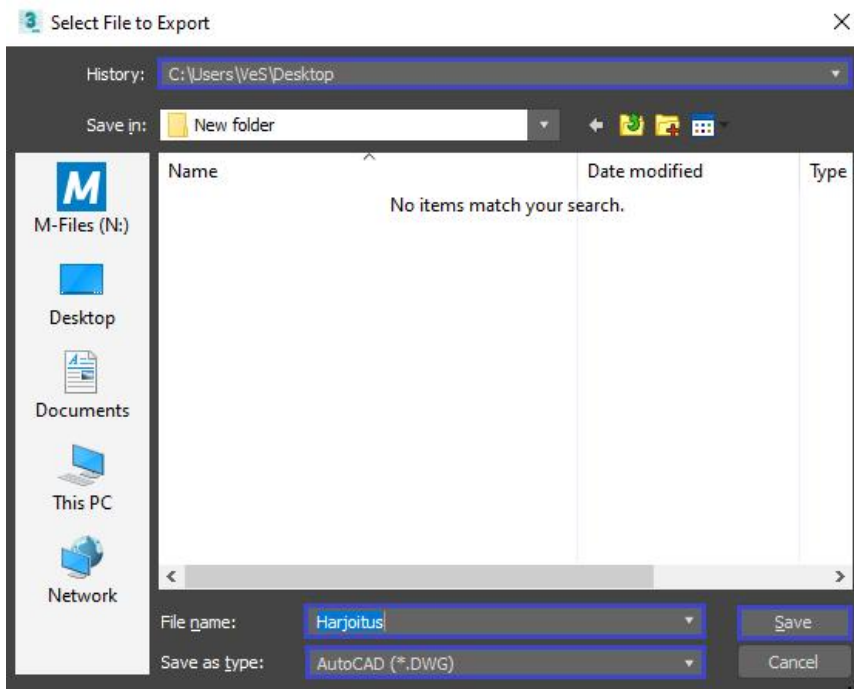 3 Select File to Export
History: C:\Users\VeS\Desktop
Save in: New folder
Name Date modified Type
No items match your search.
M
M-Files (N:)
Desktop
Documents
This PC
Network
File name: Harjoitus Save
Save as type: AutoCAD (*.DWG) Cancel